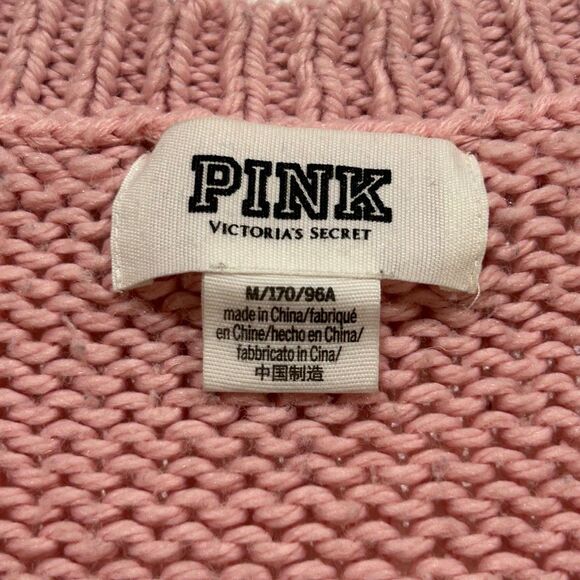 PINK
VICTORIA'S SECRET
M/170/96A
made in China/fabriqué
en Chine/hecho en China/
fabbricato in Cina/
中国制造